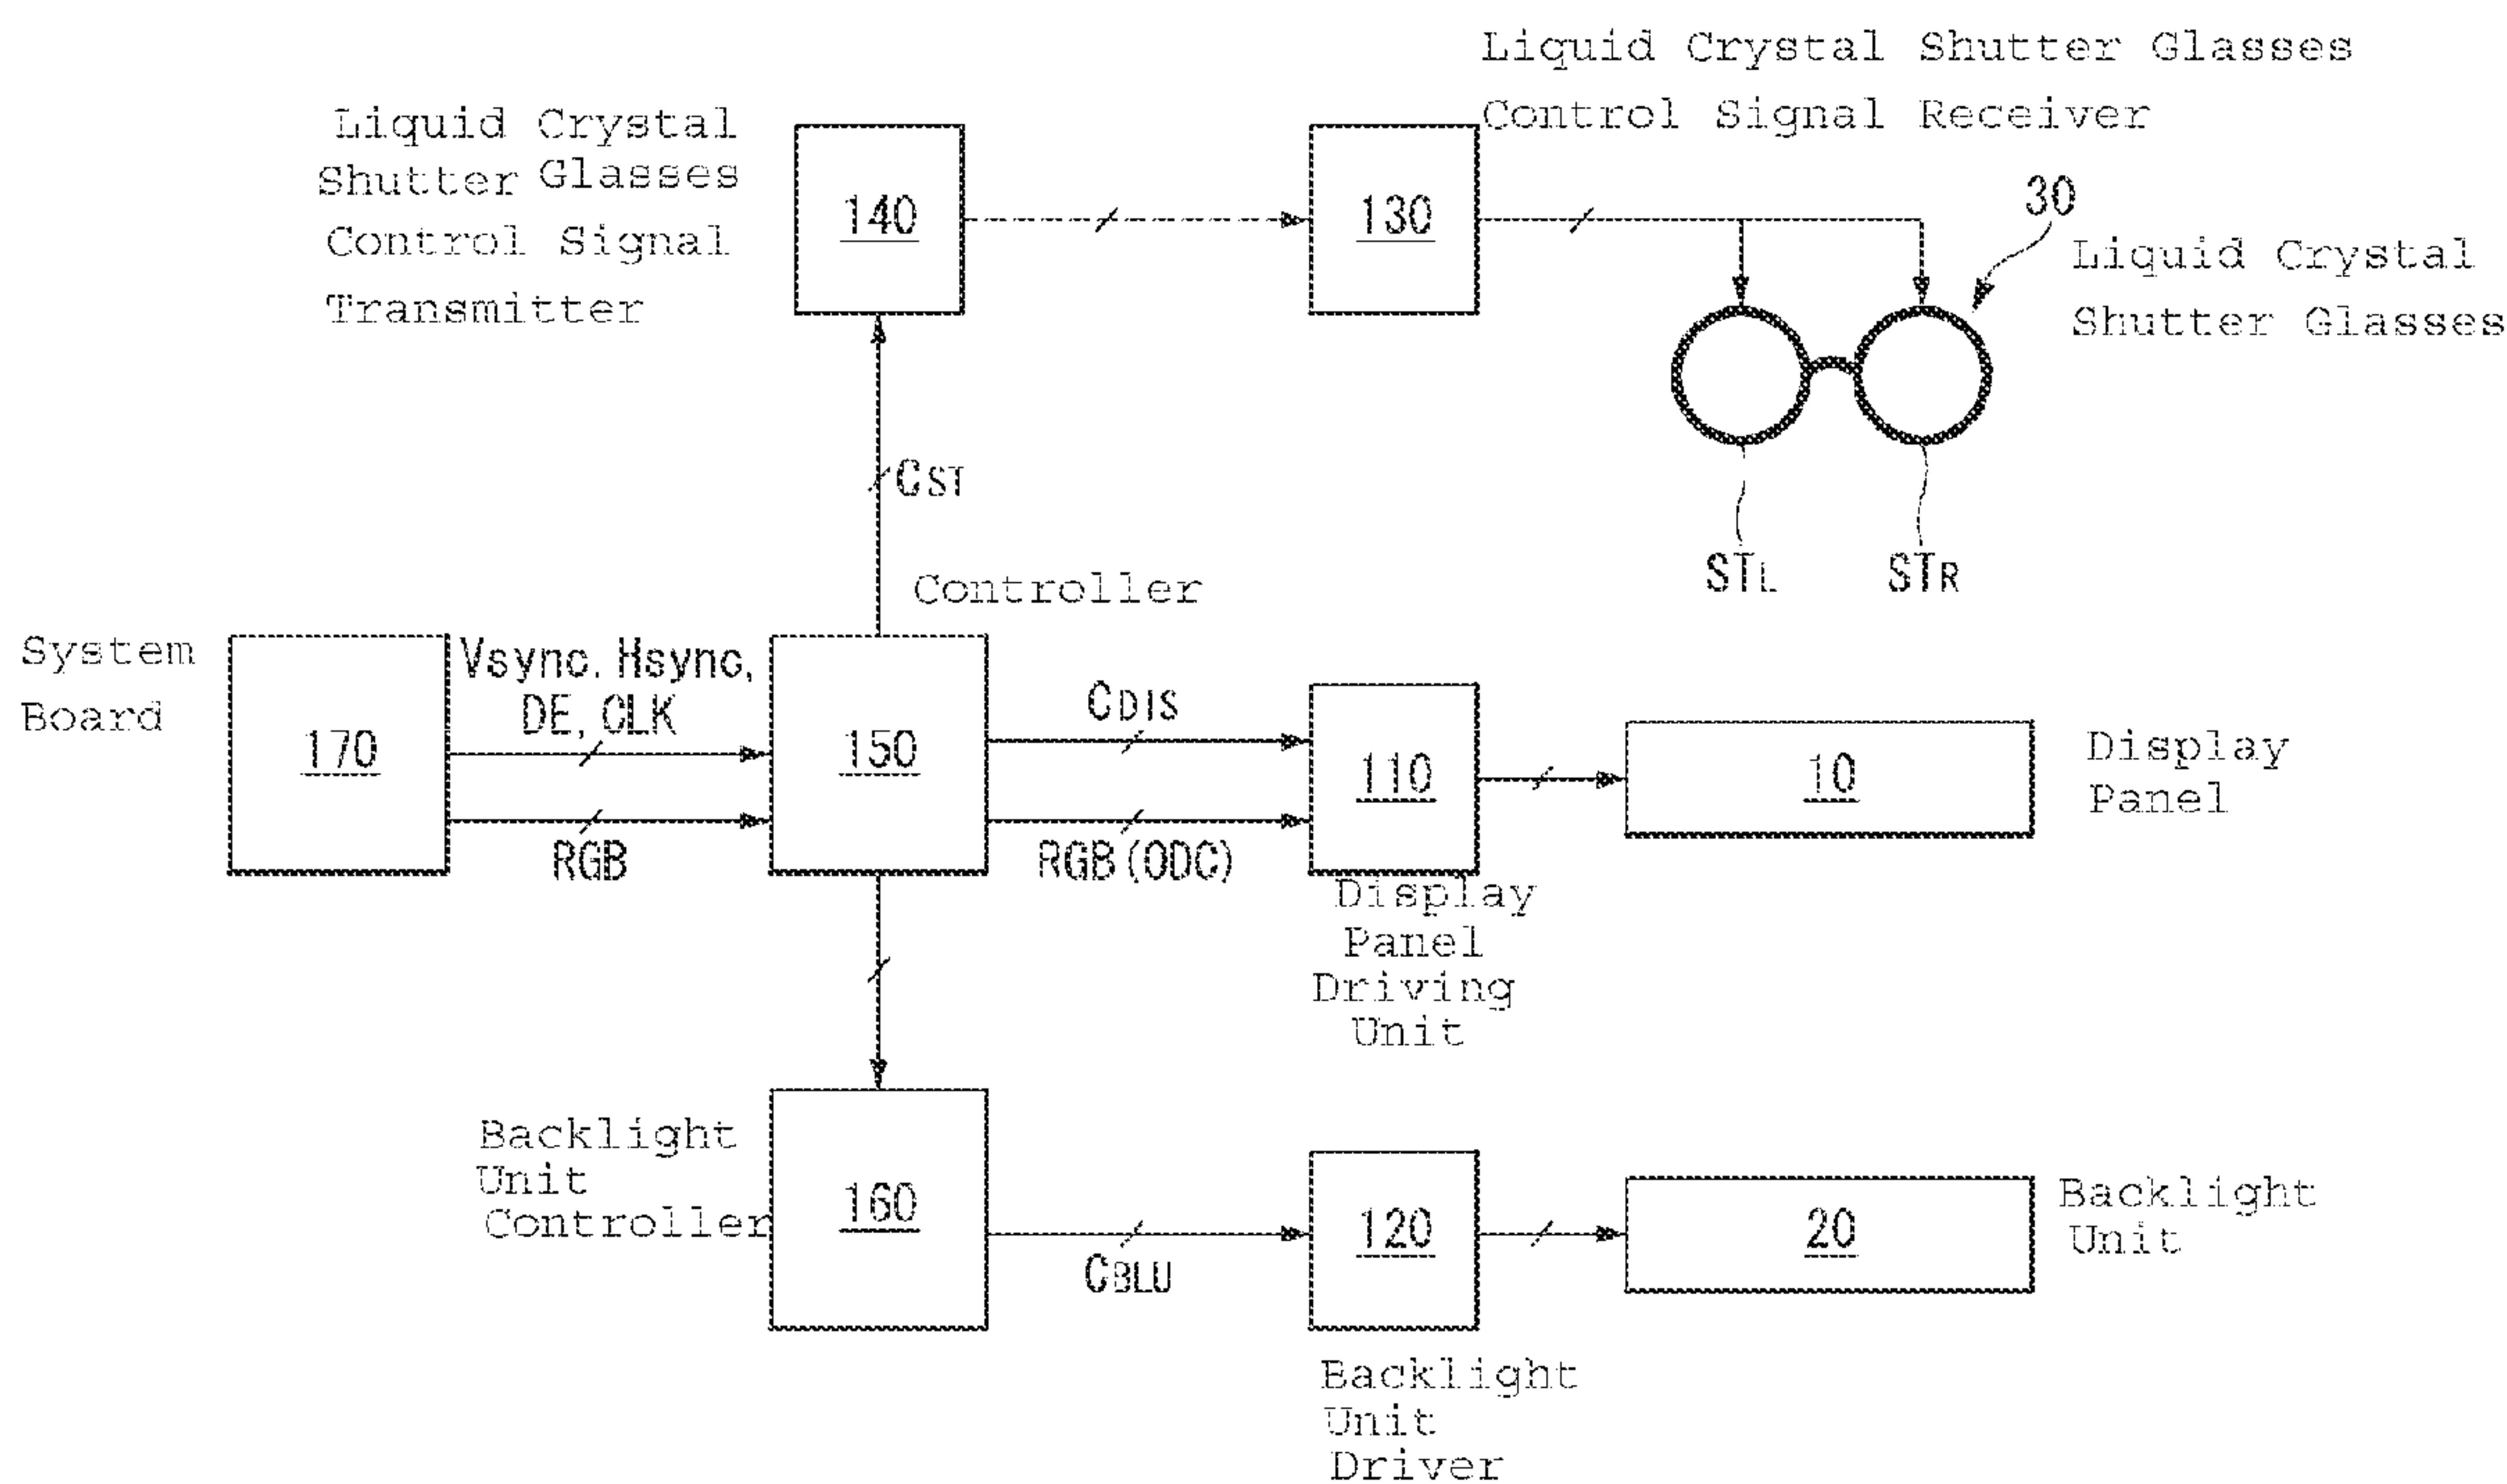 Liquid Crystal Shutter Glasses
Control Signal Receiver
Liquid Crystal
Shutter Glasses
Control Signal
Transmitter
140
130
30
Liquid Crystal
Shutter Glasses
CST
STL
STR
Controller
System
Board
170
Vsync. Hsync,
DE, CLK
RGB
150
CDIS
RGB(ODC)
110
Display
Panel
Driving
Unit
10
Display
Panel
Backlight
Unit
Controller
160
CBLU
120
Backlight
Unit
Driver
20
Backlight
Unit